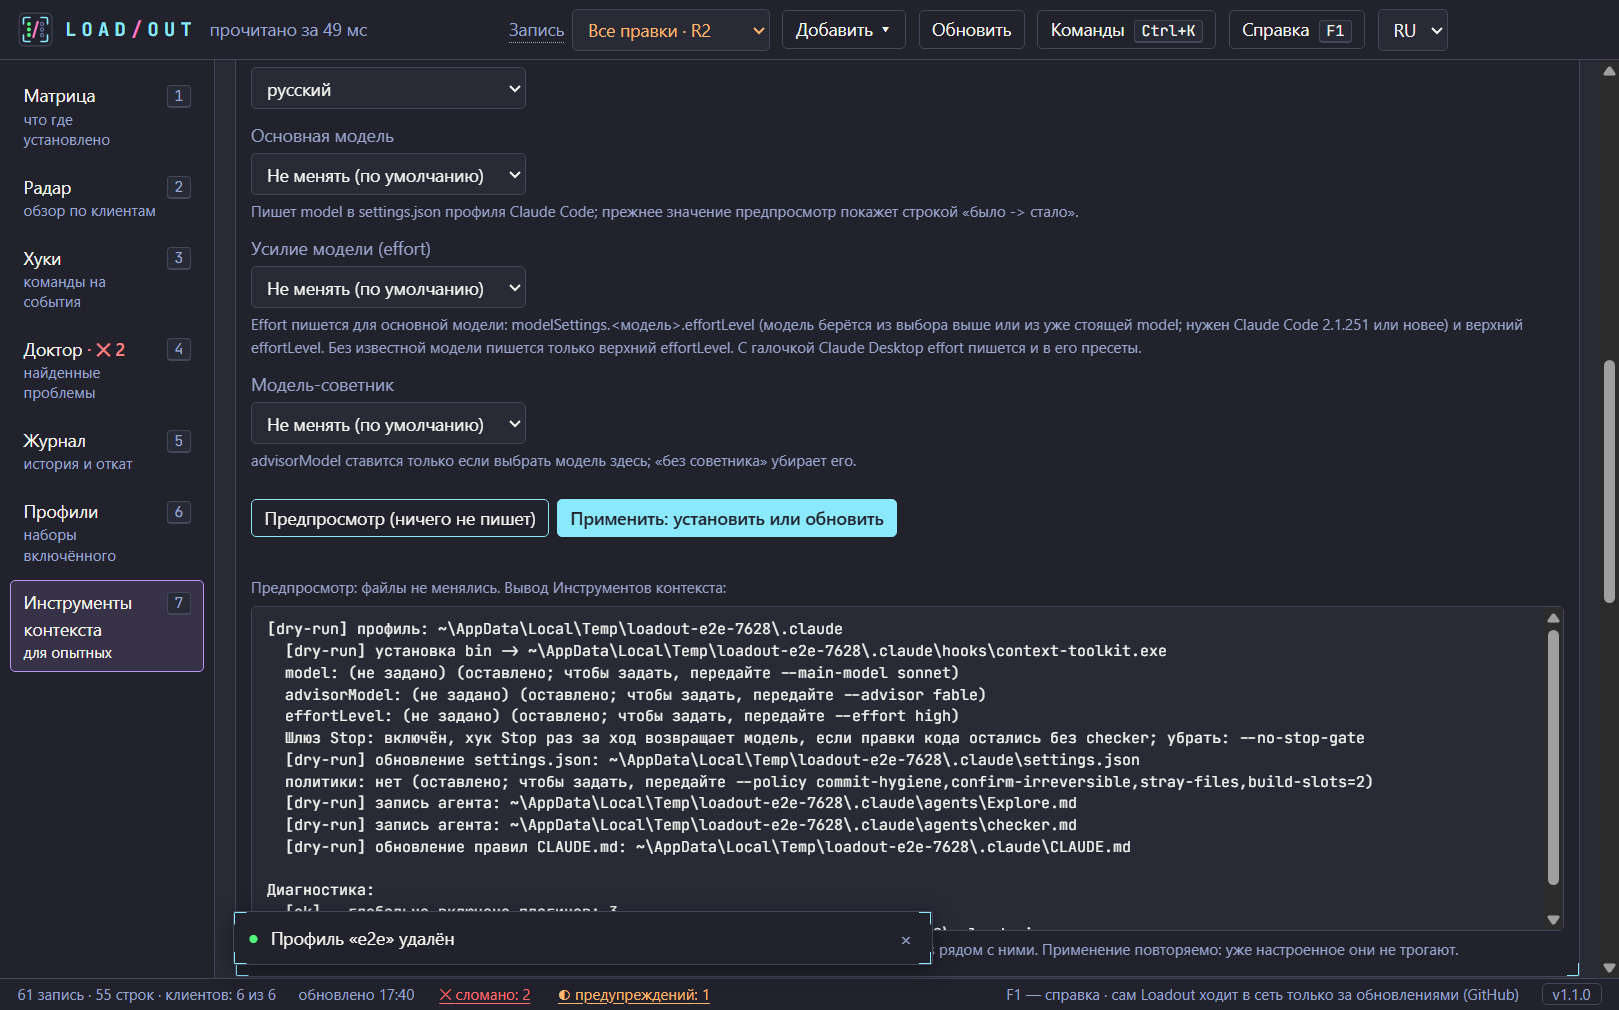 LOAD/OUT
прочитано за 49 мс
Запись
Все правки · R2
Добавить
Обновить
Команды Ctrl+K
Справка F1
RU
Матрица 1
что где
установлено
Радар 2
обзор по клиентам
Хуки 3
команды на
события
Доктор · ✕ 2 4
найденные
проблемы
Журнал 5
история и откат
Профили 6
наборы
включённого
Инструменты 7
контекста
для опытных
русский
Основная модель
Не менять (по умолчанию)
Пишет model в settings.json профиля Claude Code; прежнее значение предпросмотр покажет строкой «было -> стало».
Усилие модели (effort)
Не менять (по умолчанию)
Effort пишется для основной модели: modelSettings.<модель>.effortLevel (модель берётся из выбора выше или из уже стоящей model; нужен Claude Code 2.1.251 или новее) и верхний
effortLevel. Без известной модели пишется только верхний effortLevel. С галочкой Claude Desktop effort пишется и в его пресеты.
Модель-советник
Не менять (по умолчанию)
advisorModel ставится только если выбрать модель здесь; «без советника» убирает его.
Предпросмотр (ничего не пишет)
Применить: установить или обновить
Предпросмотр: файлы не менялись. Вывод Инструментов контекста:
[dry-run] профиль: ~\AppData\Local\Temp\loadout-e2e-7628\.claude
[dry-run] установка bin -> ~\AppData\Local\Temp\loadout-e2e-7628\.claude\hooks\context-toolkit.exe
model: (не задано) (оставлено; чтобы задать, передайте --main-model sonnet)
advisorModel: (не задано) (оставлено; чтобы задать, передайте --advisor fable)
effortLevel: (не задано) (оставлено; чтобы задать, передайте --effort high)
Шлюз Stop: включён, хук Stop раз за ход возвращает модель, если правки кода остались без checker; убрать: --no-stop-gate
[dry-run] обновление settings.json: ~\AppData\Local\Temp\loadout-e2e-7628\.claude\settings.json
политики: нет (оставлено; чтобы задать, передайте --policy commit-hygiene,confirm-irreversible,stray-files,build-slots=2)
[dry-run] запись агента: ~\AppData\Local\Temp\loadout-e2e-7628\.claude\agents\Explore.md
[dry-run] запись агента: ~\AppData\Local\Temp\loadout-e2e-7628\.claude\agents\checker.md
[dry-run] обновление правил CLAUDE.md: ~\AppData\Local\Temp\loadout-e2e-7628\.claude\CLAUDE.md
Диагностика:
Профиль «e2e» удалён ×
рядом с ними. Применение повторяемо: уже настроенное они не трогают.
61 запись · 55 строк · клиентов: 6 из 6
обновлено 17:40
✕ сломано: 2
предупреждений: 1
F1 — справка · сам Loadout ходит в сеть только за обновлениями (GitHub)
v1.1.0